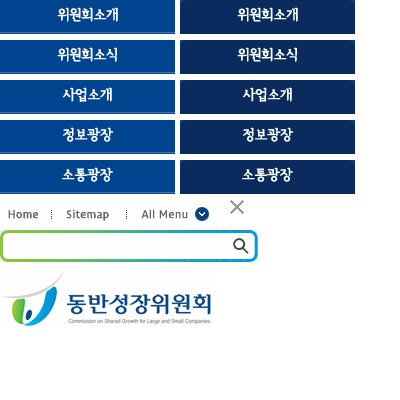 위원회소개 위원회소개
위원회소식 위원회소식
사업소개 사업소개
정보광장 정보광장
소통광장 소통광장
Home Sitemap All Menu
동반성장위원회
Commission on Shared Growth for Large and Small Companies